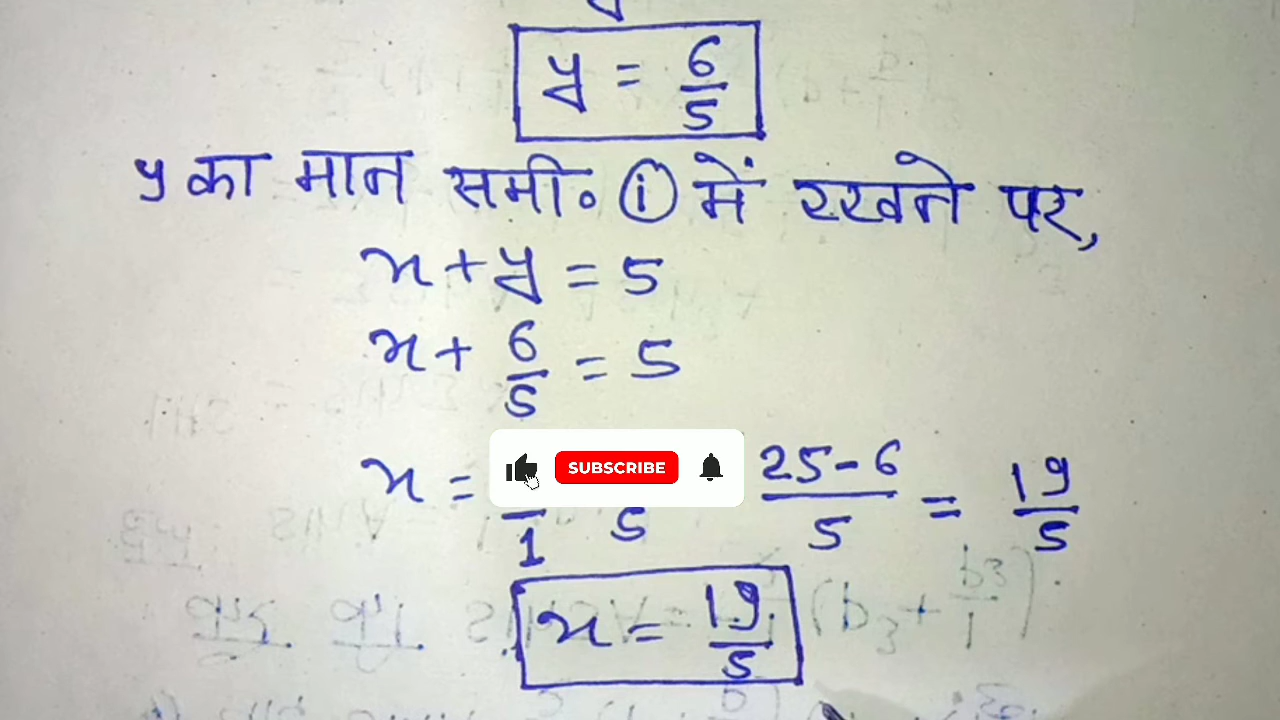 y = 6/5
y का मान समी० (i) में रखने पर,
x + y = 5
x + 6/5 = 5
x = /1 5 25-6/5 = 19/5
SUBSCRIBE
x = 19/5